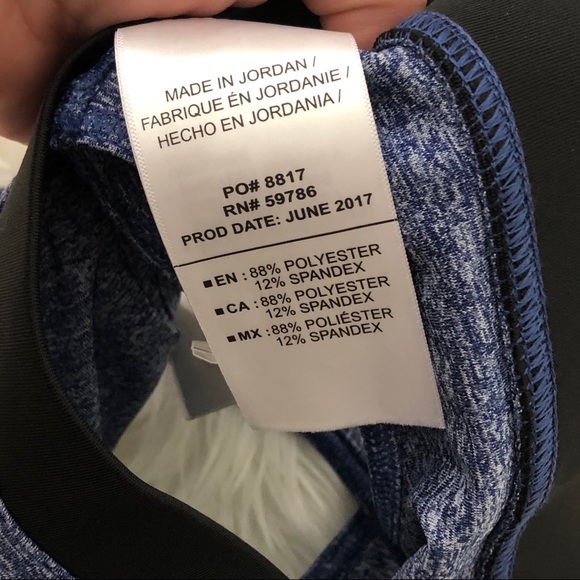 MADE IN JORDAN /
FABRIQUE ÉN JORDANIE /
HECHO EN JORDANIA /
PO# 8817
RN# 59786
PROD DATE: JUNE 2017
■ EN : 88% POLYESTER
12% SPANDEX
■ CA : 88% POLYESTER
12% SPANDEX
■ MX : 88% POLIÉSTER
12% SPANDEX